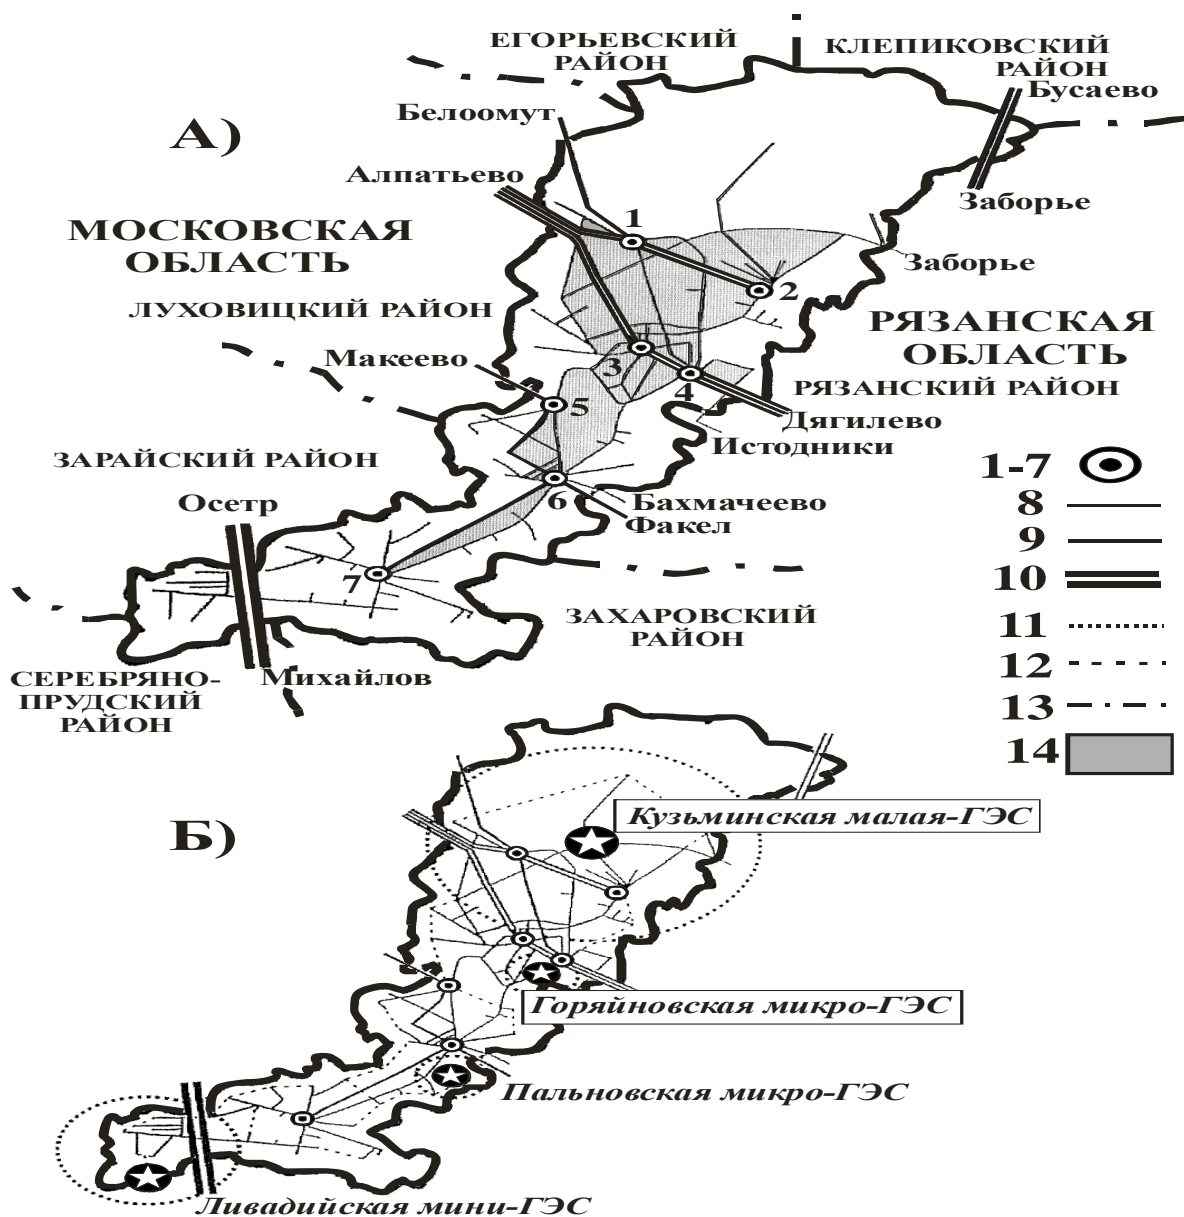 ЕГОРЬЕВСКИЙ
РАЙОН
КЛЕПИКОВСКИЙ
РАЙОН
Бусаево
Белоомут
А)
Алпатьево
Заборье
МОСКОВСКАЯ
ОБЛАСТЬ
1
Заборье
2
ЛУХОВИЦКИЙ РАЙОН
РЯЗАНСКАЯ
ОБЛАСТЬ
Макеево
3
4
РЯЗАНСКИЙ РАЙОН
5
Дягилево
Истодники
ЗАРАЙСКИЙ РАЙОН
1-7
Осетр
6
Бахмачеево
Факел
8
9
7
10
ЗАХАРОВСКИЙ
РАЙОН
11
СЕРЕБРЯНО-
ПРУДСКИЙ
РАЙОН
Михайлов
12
13
14
Б)
Кузьминская малая-ГЭС
Горяйновская микро-ГЭС
Пальновская микро-ГЭС
Ливадийская мини-ГЭС